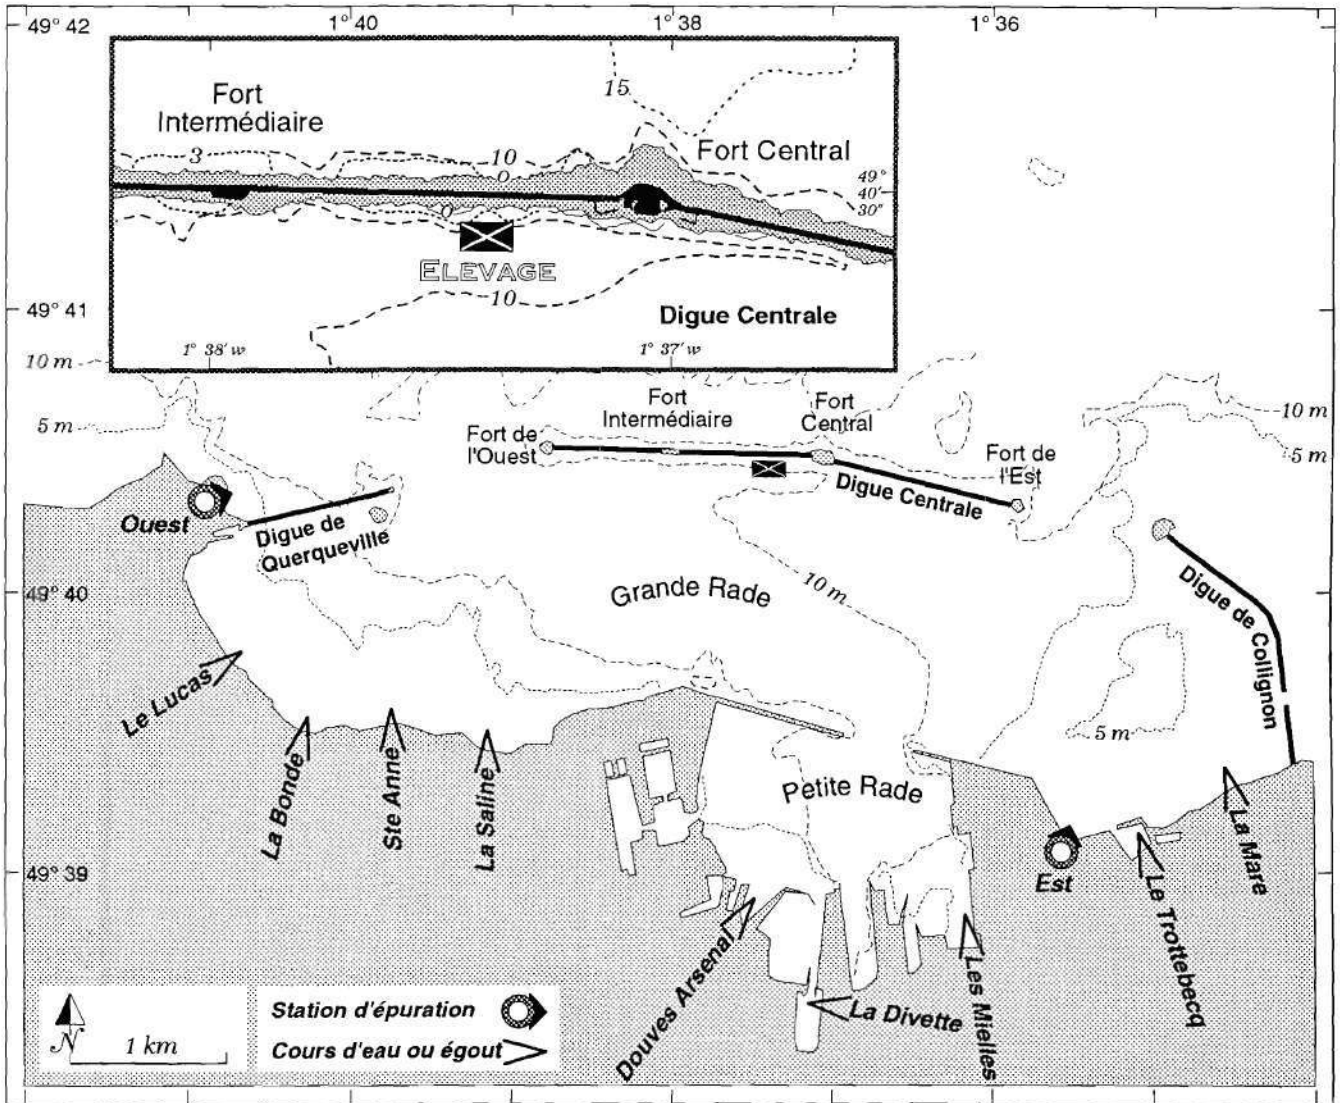 49° 42
1° 40
1° 38
1° 36
Fort
Intermédiaire
15
3
10
0
Fort Central
49°
40'
30"
0
ELEVAGE
10
Digue Centrale
1° 38' w
1° 37' w
49° 41
10 m
5 m
Fort
Intermédiaire
Fort
Central
10 m
5 m
Fort de
l'Ouest
Fort de
l'Est
Digue Centrale
Ouest
Digue de
Querqueville
49° 40
Grande Rade
10 m
Digue de Collignon
Le Lucas
La Bonde
Ste Anne
La Saline
5 m
Petite Rade
La Mare
49° 39
Est
Le Trottebecq
Douves Arsenal
La Divette
Les Mielles
N
1 km
Station d'épuration
Cours d'eau ou égout